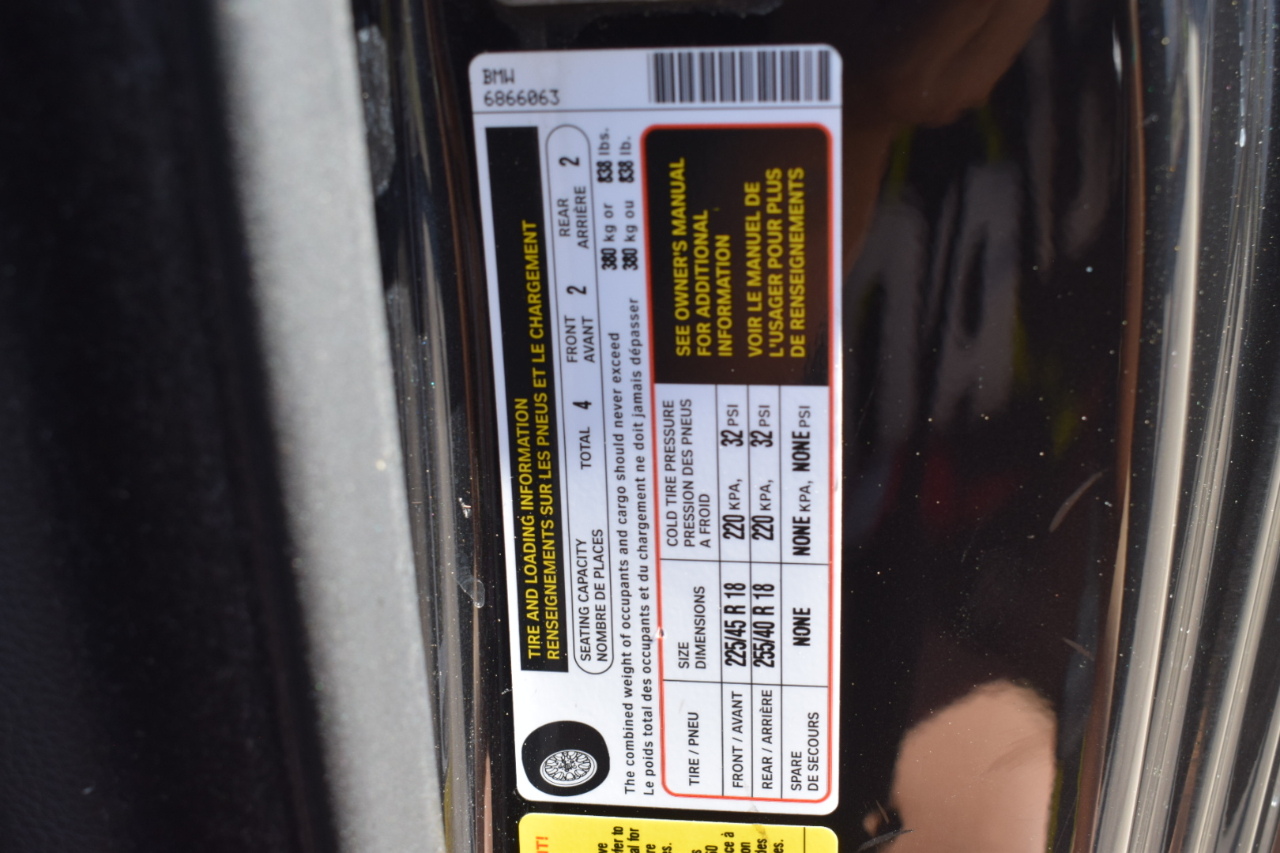 BMW
6866063
TIRE AND LOADING INFORMATION
RENSEIGNEMENTS SUR LES PNEUS ET LE CHARGEMENT
SEATING CAPACITY TOTAL 4 FRONT 2 REAR 2
NOMBRE DE PLACES AVANT ARRIÈRE
The combined weight of occupants and cargo should never exceed 380 kg or 838 lbs.
Le poids total des occupants et du chargement ne doit jamais dépasser 380 kg ou 838 lb.
TIRE / PNEU
SIZE
DIMENSIONS
COLD TIRE PRESSURE
PRESSION DES PNEUS
A FROID
FRONT / AVANT 225/45 R 18 220 KPA, 32 PSI
REAR / ARRIÈRE 255/40 R 18 220 KPA, 32 PSI
SPARE
DE SECOURS NONE NONE KPA, NONE PSI
SEE OWNER'S MANUAL
FOR ADDITIONAL
INFORMATION
VOIR LE MANUEL DE
L'USAGER POUR PLUS
DE RENSEIGNEMENTS